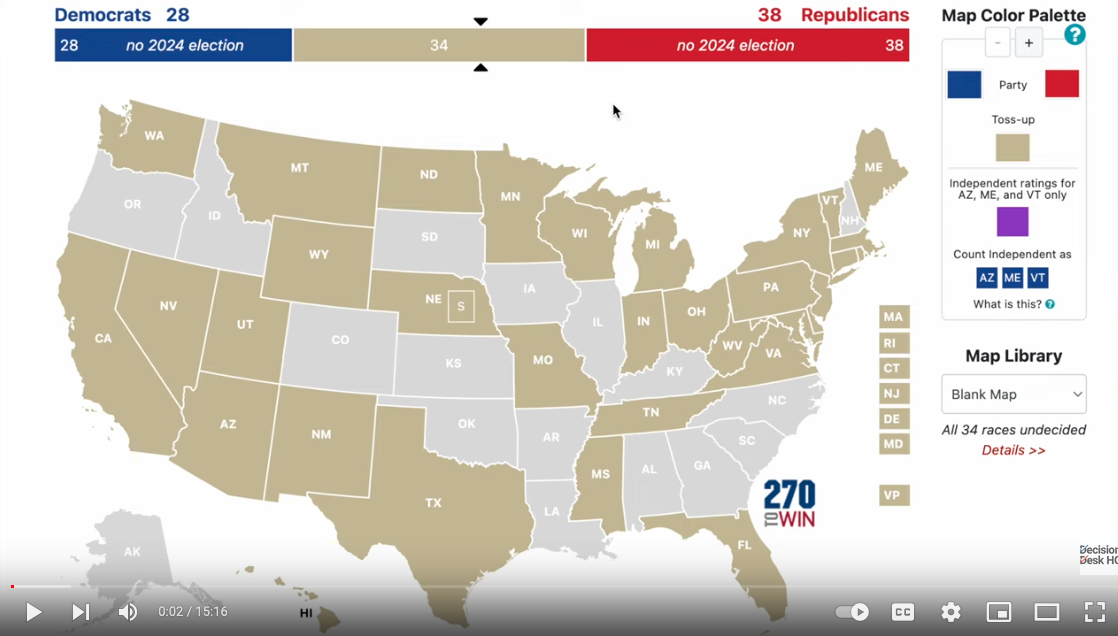 Democrats 28
38 Republicans
28 no 2024 election
34
no 2024 election 38
Map Color Palette
?
- +
Party
Toss-up
Independent ratings for
AZ, ME, and VT only
Count Independent as
AZ ME VT
What is this? ?
Map Library
Blank Map
All 34 races undecided
Details >>
WA
MT
ND
MN
ME
VT
NH
OR
ID
SD
WI
MI
NY
WY
IA
PA
NE
S
NV
UT
CO
IL
IN
OH
CA
KS
MO
WV
VA
KY
NC
TN
AZ
NM
OK
AR
SC
MS
AL
GA
TX
LA
FL
AK
HI
MA
RI
CT
NJ
DE
MD
VP
270
TO WIN
Decision
Desk HQ
0:02 / 15:16
CC